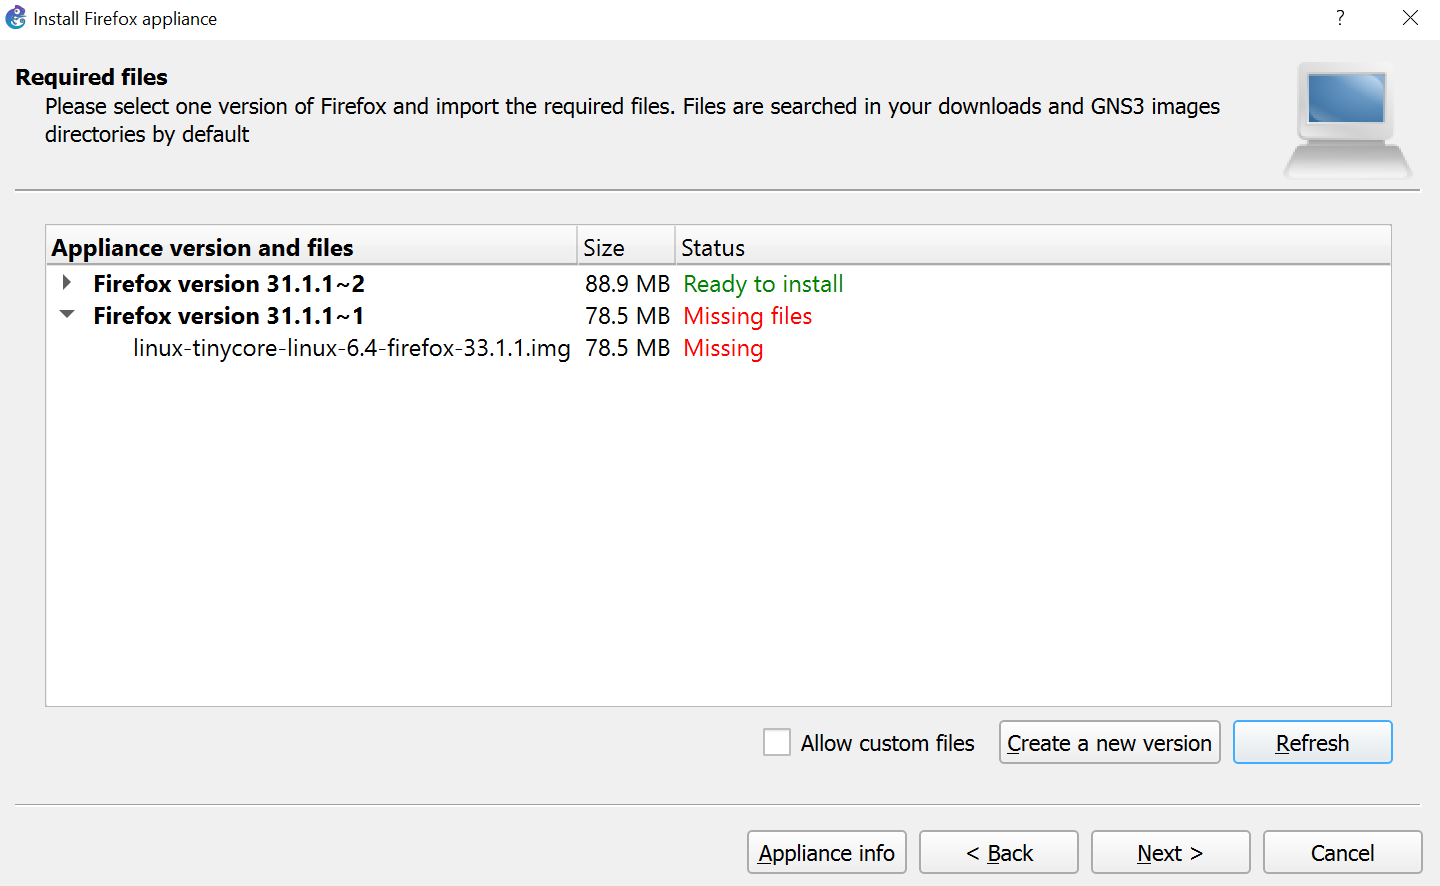 Install Firefox appliance
?
Required files
Please select one version of Firefox and import the required files. Files are searched in your downloads and GNS3 images
directories by default
Appliance version and files Size Status
Firefox version 31.1.1~2 88.9 MB Ready to install
Firefox version 31.1.1~1 78.5 MB Missing files
linux-tinycore-linux-6.4-firefox-33.1.1.img 78.5 MB Missing
Allow custom files Create a new version Refresh
Appliance info < Back Next > Cancel